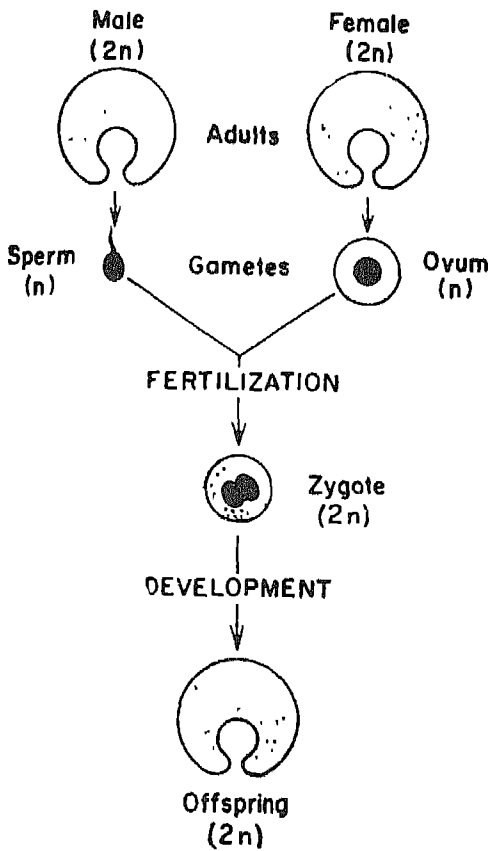 Male
(2n)
Female
(2n)
Adults
Sperm
(n)
Gametes
Ovum
(n)
FERTILIZATION
Zygote
(2n)
DEVELOPMENT
Offspring
(2n)